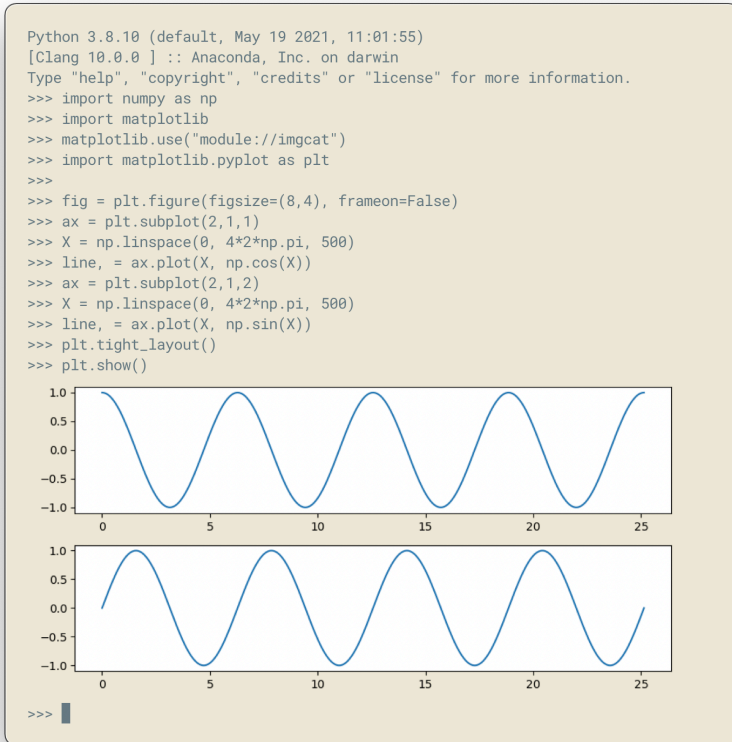 Python 3.8.10 (default, May 19 2021, 11:01:55)
[Clang 10.0.0 ] :: Anaconda, Inc. on darwin
Type "help", "copyright", "credits" or "license" for more information.
>>> import numpy as np
>>> import matplotlib
>>> matplotlib.use("module://imgcat")
>>> import matplotlib.pyplot as plt
>>>
>>> fig = plt.figure(figsize=(8,4), frameon=False)
>>> ax = plt.subplot(2,1,1)
>>> X = np.linspace(0, 4*2*np.pi, 500)
>>> line, = ax.plot(X, np.cos(X))
>>> ax = plt.subplot(2,1,2)
>>> X = np.linspace(0, 4*2*np.pi, 500)
>>> line, = ax.plot(X, np.sin(X))
>>> plt.tight_layout()
>>> plt.show()
1.0
0.5
0.0
−0.5
−1.0
0 5 10 15 20 25
1.0
0.5
0.0
−0.5
−1.0
0 5 10 15 20 25
>>>